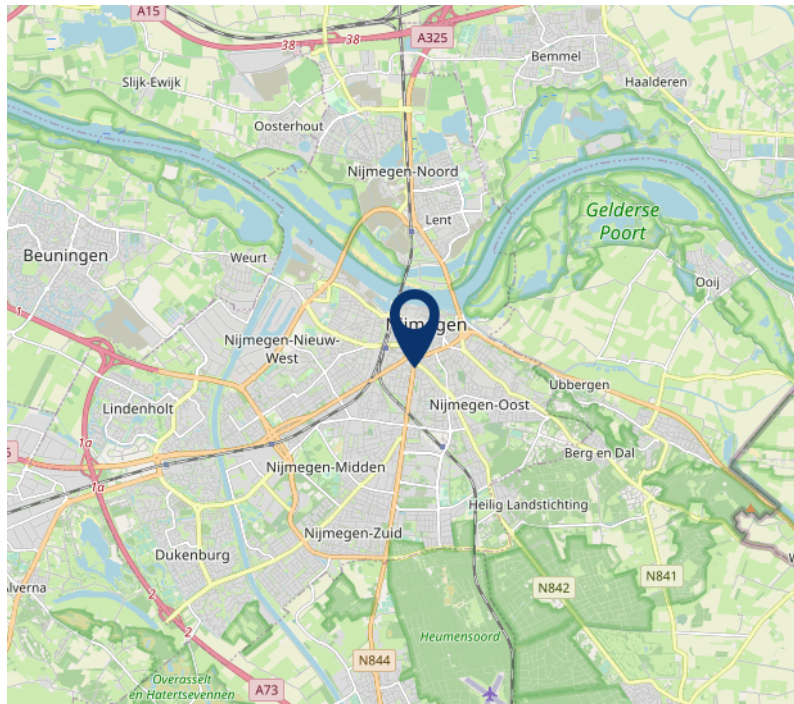 A15
38
38
A325
Bemmel
Slijk-Ewijk
Haalderen
Oosterhout
Nijmegen-Noord
Gelderse
Poort
Lent
Beuningen
Weurt
Ooij
1
Nijmegen-Nieuw-
West
Ubbergen
Lindenholt
Nijmegen-Oost
1a
Berg en Dal
Nijmegen-Midden
1a
Heilig Landstichting
Nijmegen-Zuid
Dukenburg
N842
N841
2
2
Heumensoord
N844
Overasselt
en Hatertsevennen
A73